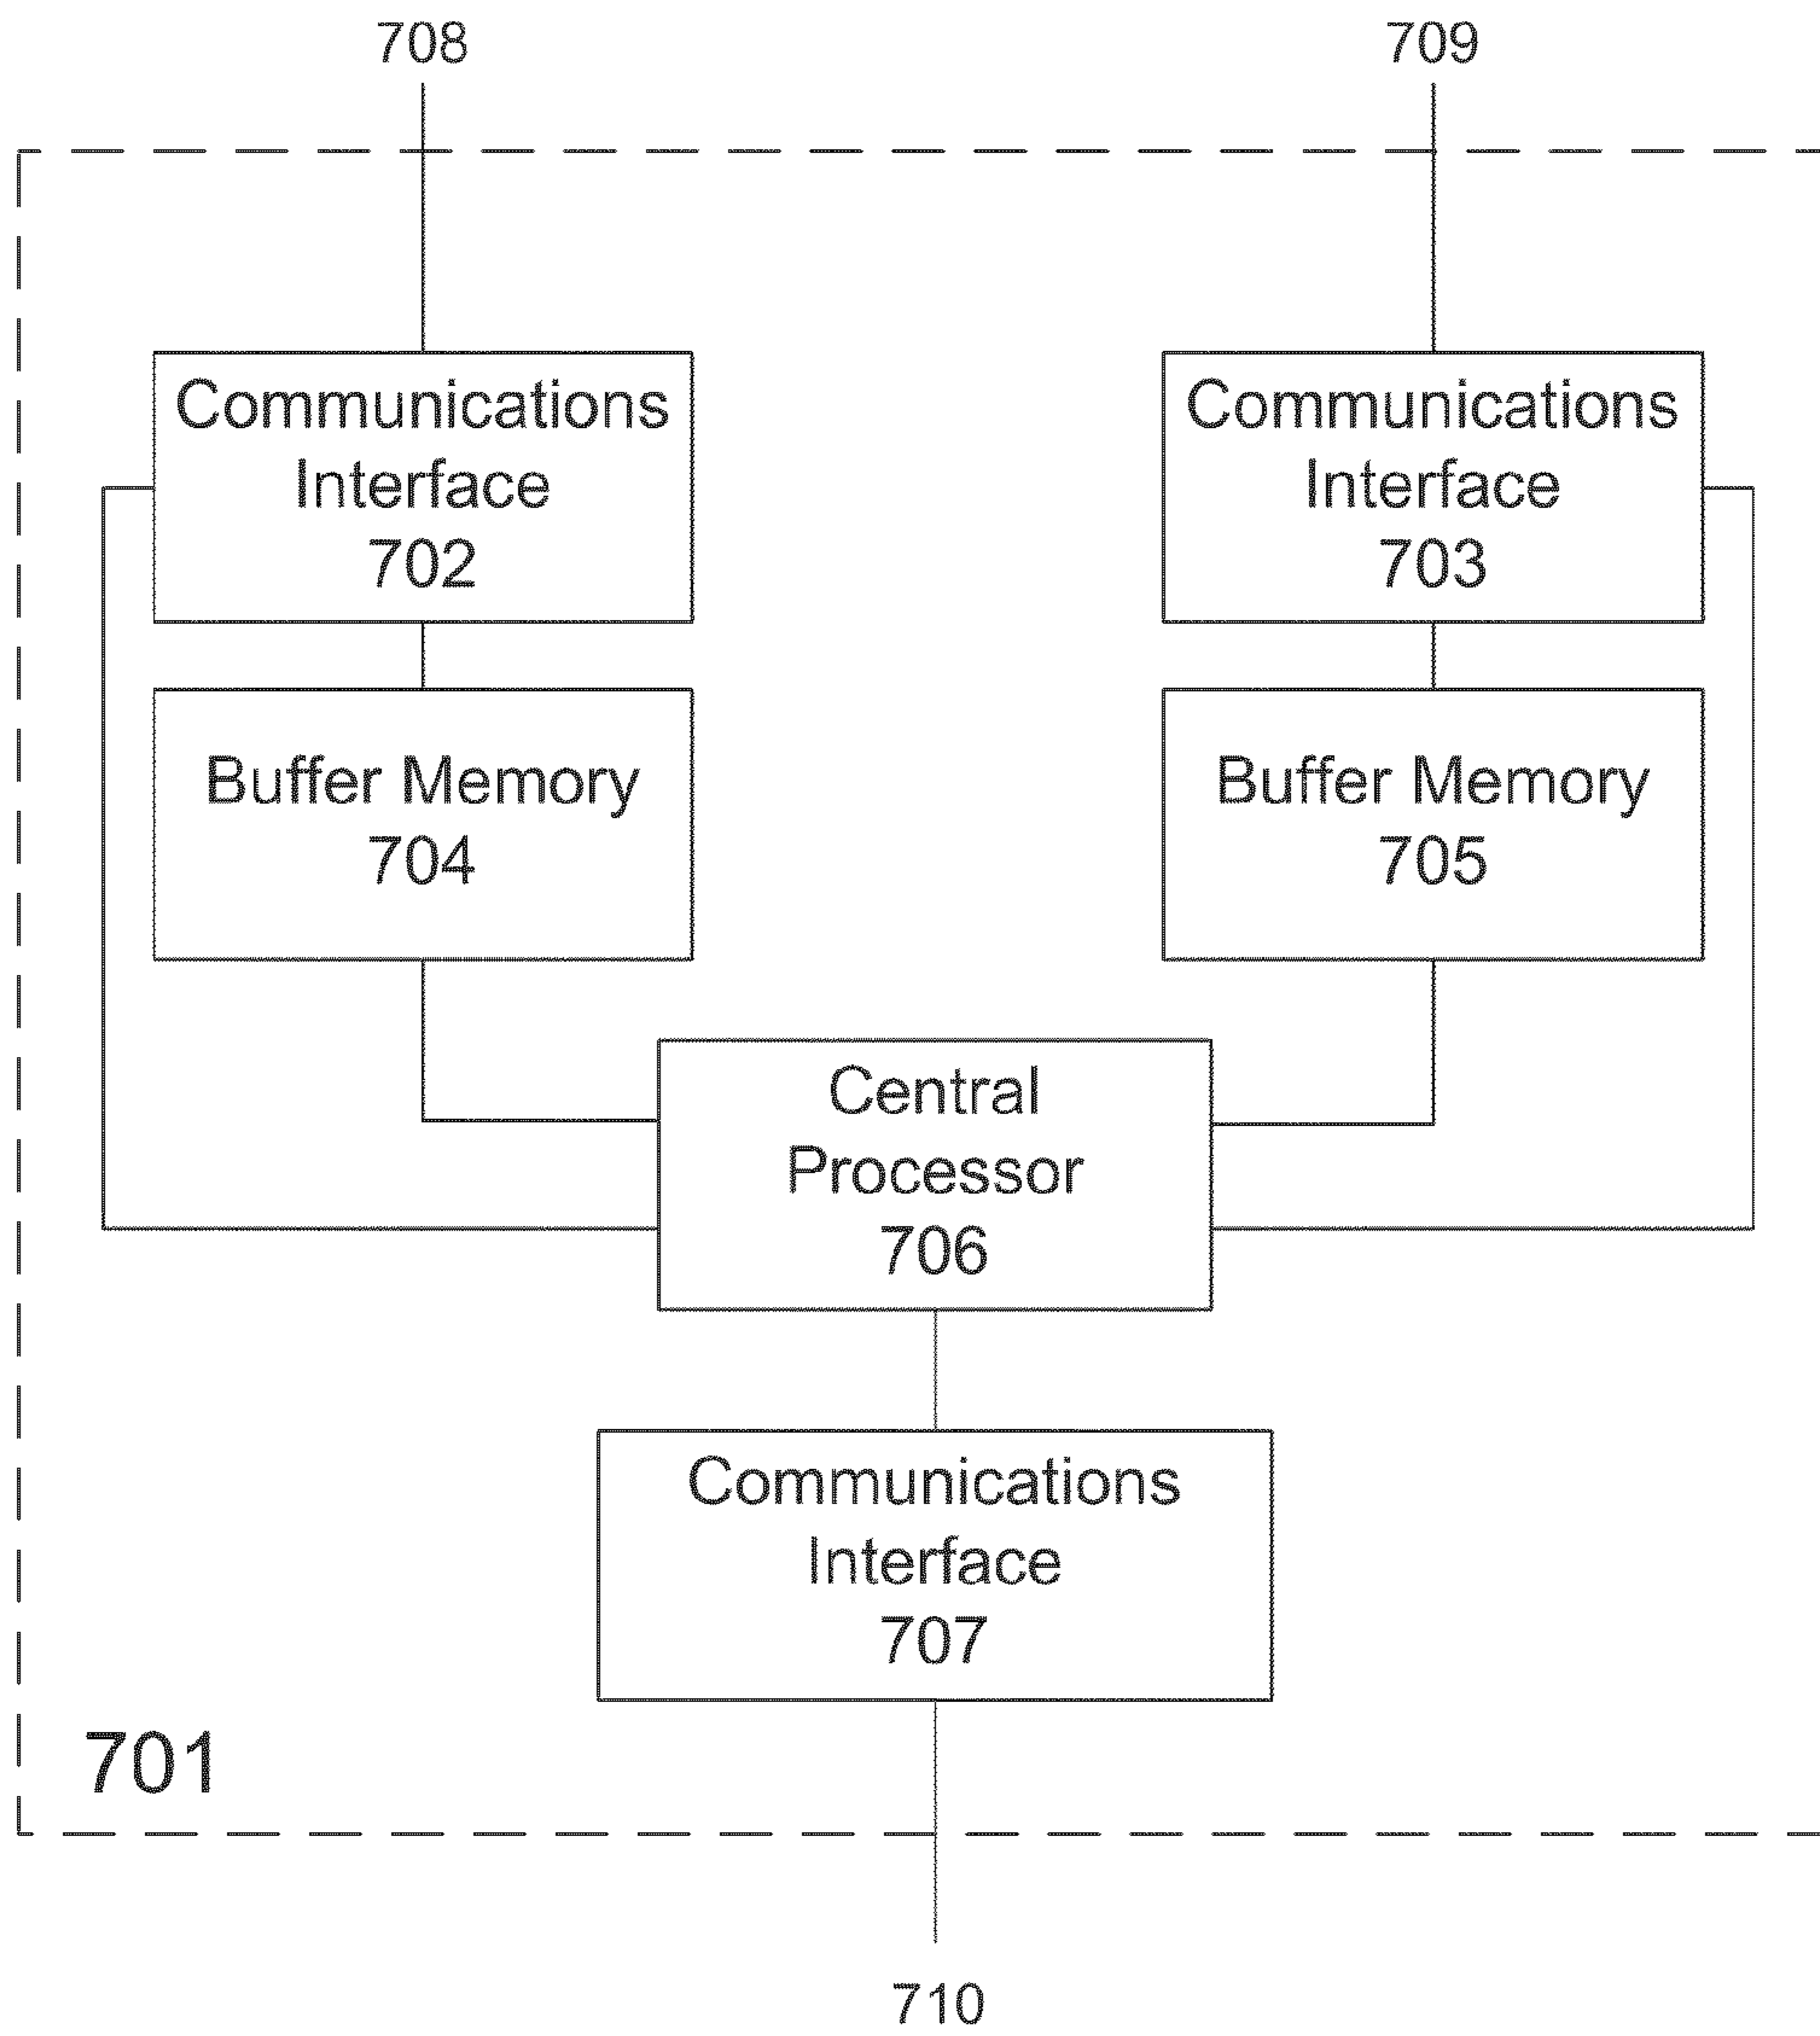 708
709
Communications
Interface
702
Communications
Interface
703
Buffer Memory
704
Buffer Memory
705
Central
Processor
706
Communications
Interface
707
701
710